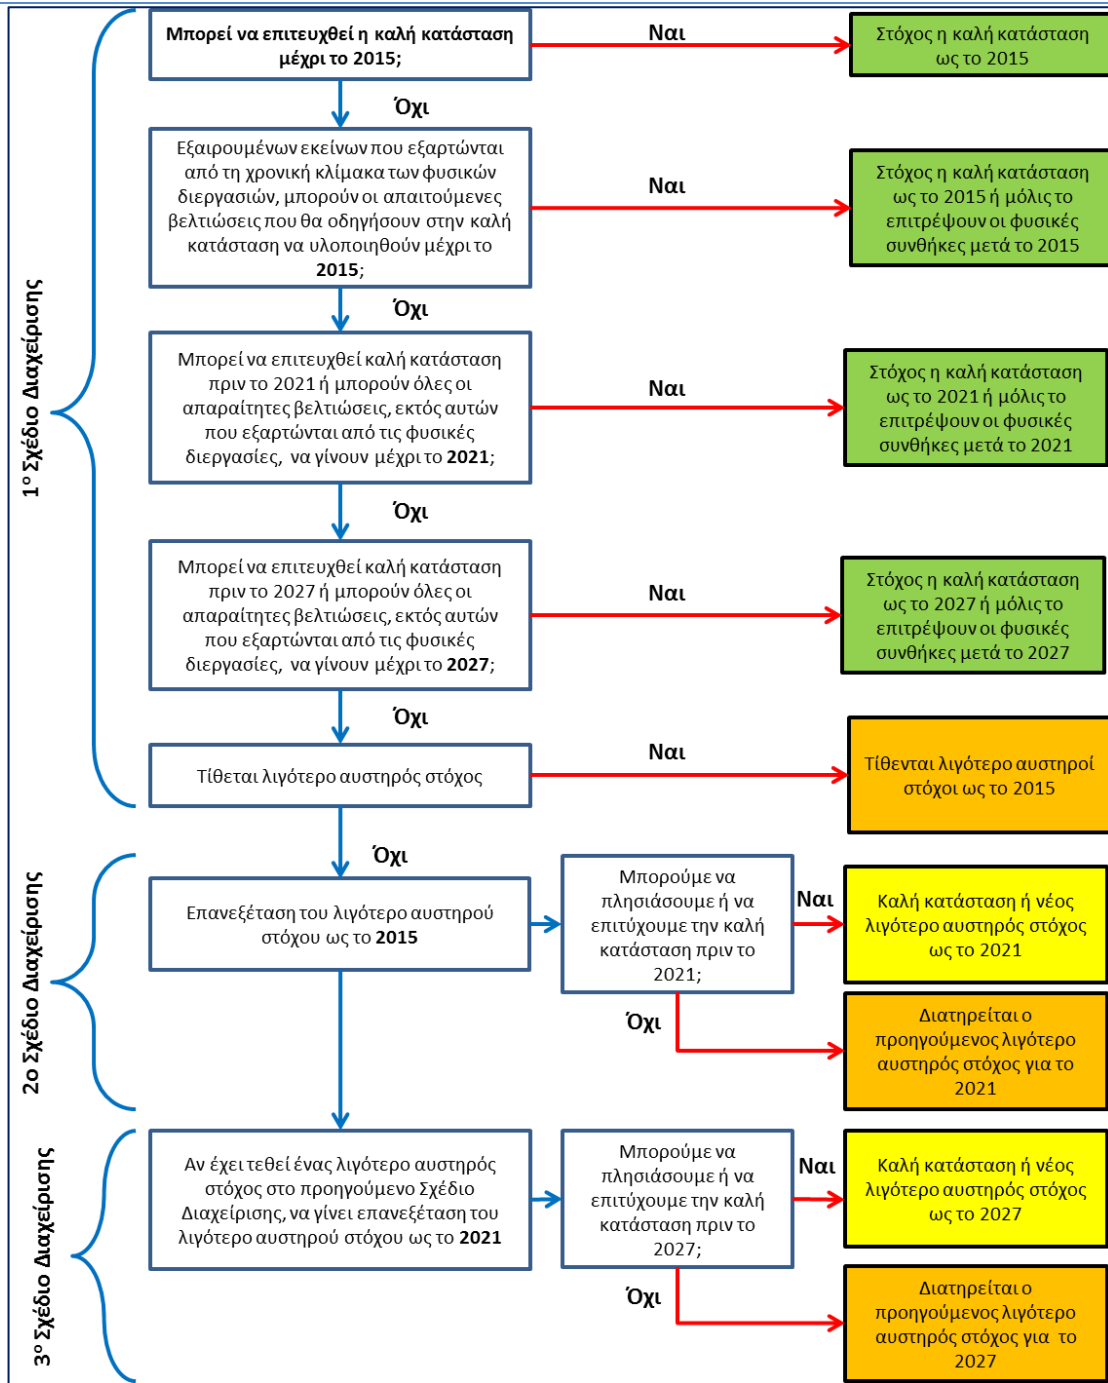 Μπορεί να επιτευχθεί η καλή κατάσταση
μέχρι το 2015;
Ναι
Στόχος η καλή κατάσταση
ως το 2015
Όχι
Εξαιρουμένων εκείνων που εξαρτώνται
από τη χρονική κλίμακα των φυσικών
διεργασιών, μπορούν οι απαιτούμενες
βελτιώσεις που θα οδηγήσουν στην καλή
κατάσταση να υλοποιηθούν μέχρι το
2015;
Ναι
Στόχος η καλή κατάσταση
ως το 2015 ή μόλις το
επιτρέψουν οι φυσικές
συνθήκες μετά το 2015
Όχι
1º Σχέδιο Διαχείρισης
Μπορεί να επιτευχθεί καλή κατάσταση
πριν το 2021 ή μπορούν όλες οι
απαραίτητες βελτιώσεις, εκτός αυτών
που εξαρτώνται από τις φυσικές
διεργασίες, να γίνουν μέχρι το 2021;
Ναι
Στόχος η καλή κατάσταση
ως το 2021 ή μόλις το
επιτρέψουν οι φυσικές
συνθήκες μετά το 2021
Όχι
Μπορεί να επιτευχθεί καλή κατάσταση
πριν το 2027 ή μπορούν όλες οι
απαραίτητες βελτιώσεις, εκτός αυτών
που εξαρτώνται από τις φυσικές
διεργασίες, να γίνουν μέχρι το 2027;
Ναι
Στόχος η καλή κατάσταση
ως το 2027 ή μόλις το
επιτρέψουν οι φυσικές
συνθήκες μετά το 2027
Όχι
Τίθεται λιγότερο αυστηρός στόχος
Ναι
Τίθενται λιγότερο αυστηροί
στόχοι ως το 2015
Όχι
2ο Σχέδιο Διαχείρισης
Επανεξέταση του λιγότερο αυστηρού
στόχου ως το 2015
Μπορούμε να
πλησιάσουμε ή να
επιτύχουμε την καλή
κατάσταση πριν το
2021;
Ναι
Καλή κατάσταση ή νέος
λιγότερο αυστηρός στόχος
ως το 2021
Όχι
Διατηρείται ο
προηγούμενος λιγότερο
αυστηρός στόχος για το
2021
3º Σχέδιο Διαχείρισης
Αν έχει τεθεί ένας λιγότερο αυστηρός
στόχος στο προηγούμενο Σχέδιο
Διαχείρισης, να γίνει επανεξέταση του
λιγότερο αυστηρού στόχου ως το 2021
Μπορούμε να
πλησιάσουμε ή να
επιτύχουμε την καλή
κατάσταση πριν το
2027;
Ναι
Καλή κατάσταση ή νέος
λιγότερο αυστηρός στόχος
ως το 2027
Όχι
Διατηρείται ο
προηγούμενος λιγότερο
αυστηρός στόχος για το
2027